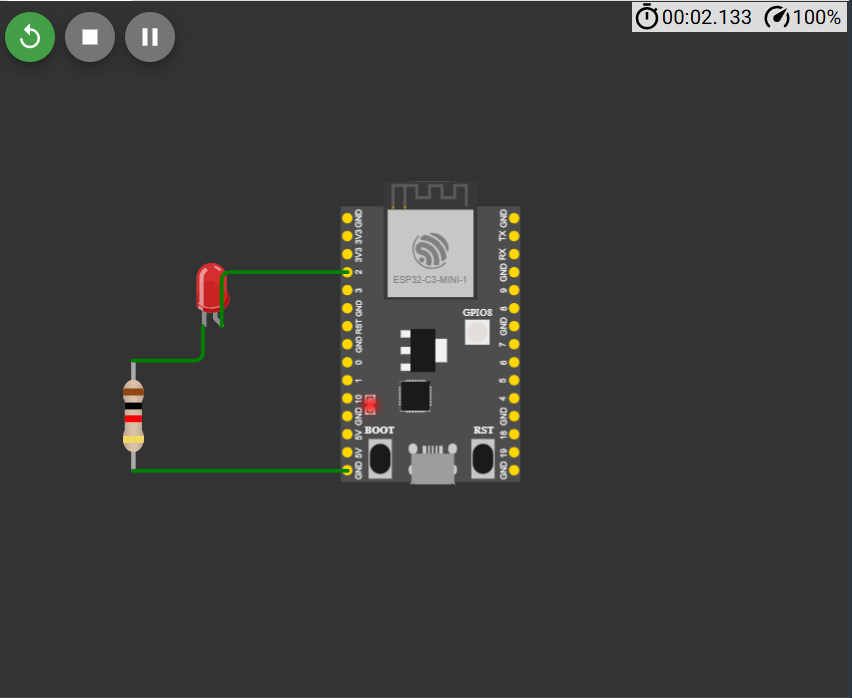 00:02.133 100%
GND
3V3
3V3
2
3
GND
RST
GND
0
1
10
GND
5V
5V
GND
ESP32-C3-MINI-1
GPIO8
BOOT
RST
GND
TX
RX
GND
9
8
GND
7
6
5
4
GND
18
19
GND